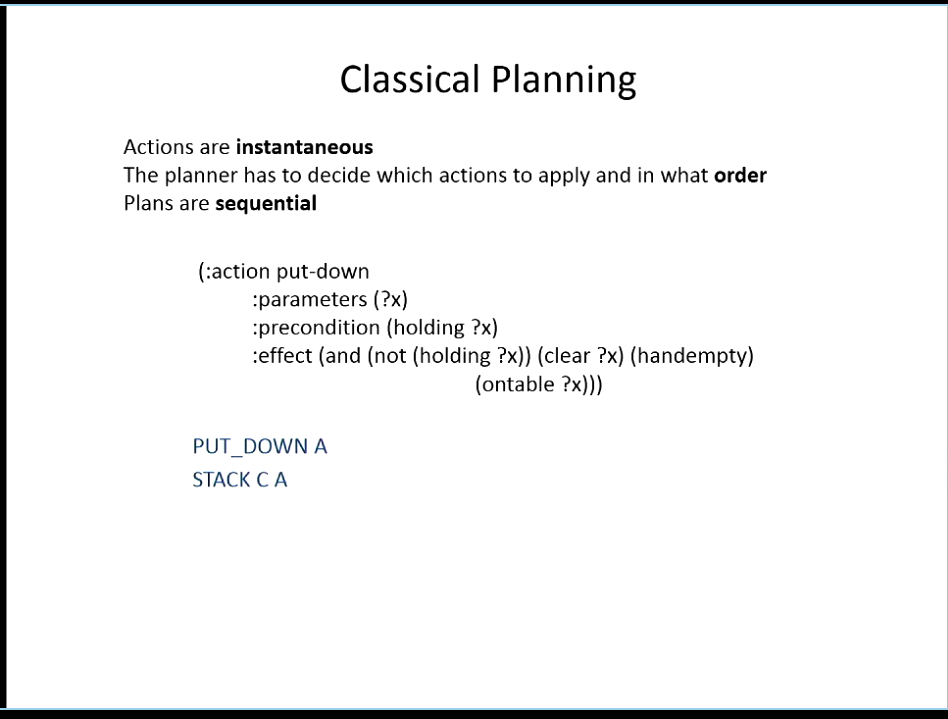 Classical Planning
Actions are instantaneous
The planner has to decide which actions to apply and in what order
Plans are sequential
(:action put-down
:parameters (?x)
:precondition (holding ?x)
:effect (and (not (holding ?x)) (clear ?x) (handempty)
(ontable ?x)))
PUT_DOWN A
STACK C A